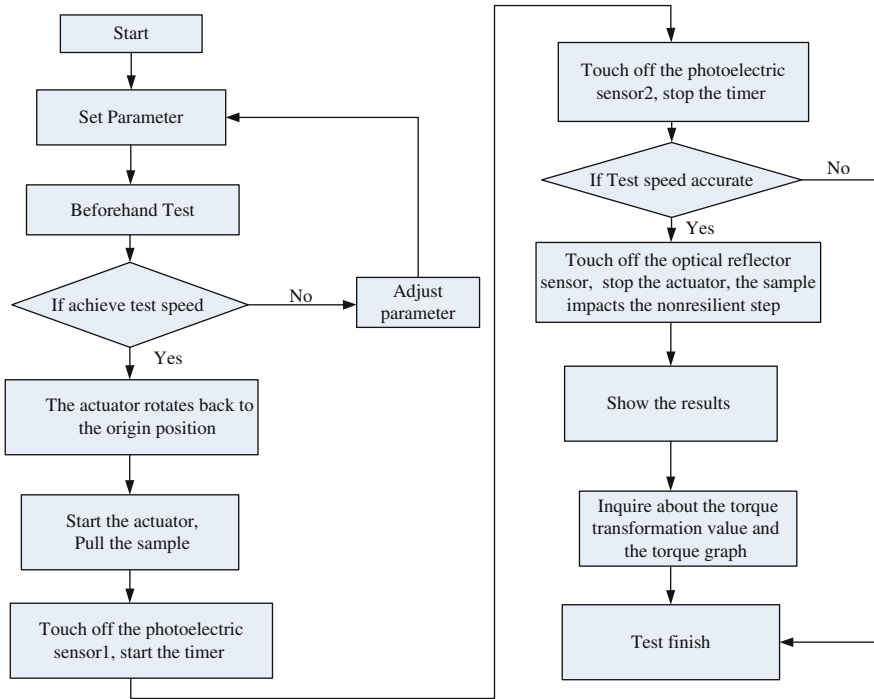 Start
Set Parameter
Beforehand Test
If achieve test speed
No
Adjust
parameter
Yes
The actuator rotates back to
the origin position
Start the actuator,
Pull the sample
Touch off the photoelectric
sensor1, start the timer
Touch off the photoelectric
sensor2, stop the timer
If Test speed accurate
No
Yes
Touch off the optical reflector
sensor, stop the actuator, the sample
impacts the nonresilient step
Show the results
Inquire about the torque
transformation value and
the torque graph
Test finish